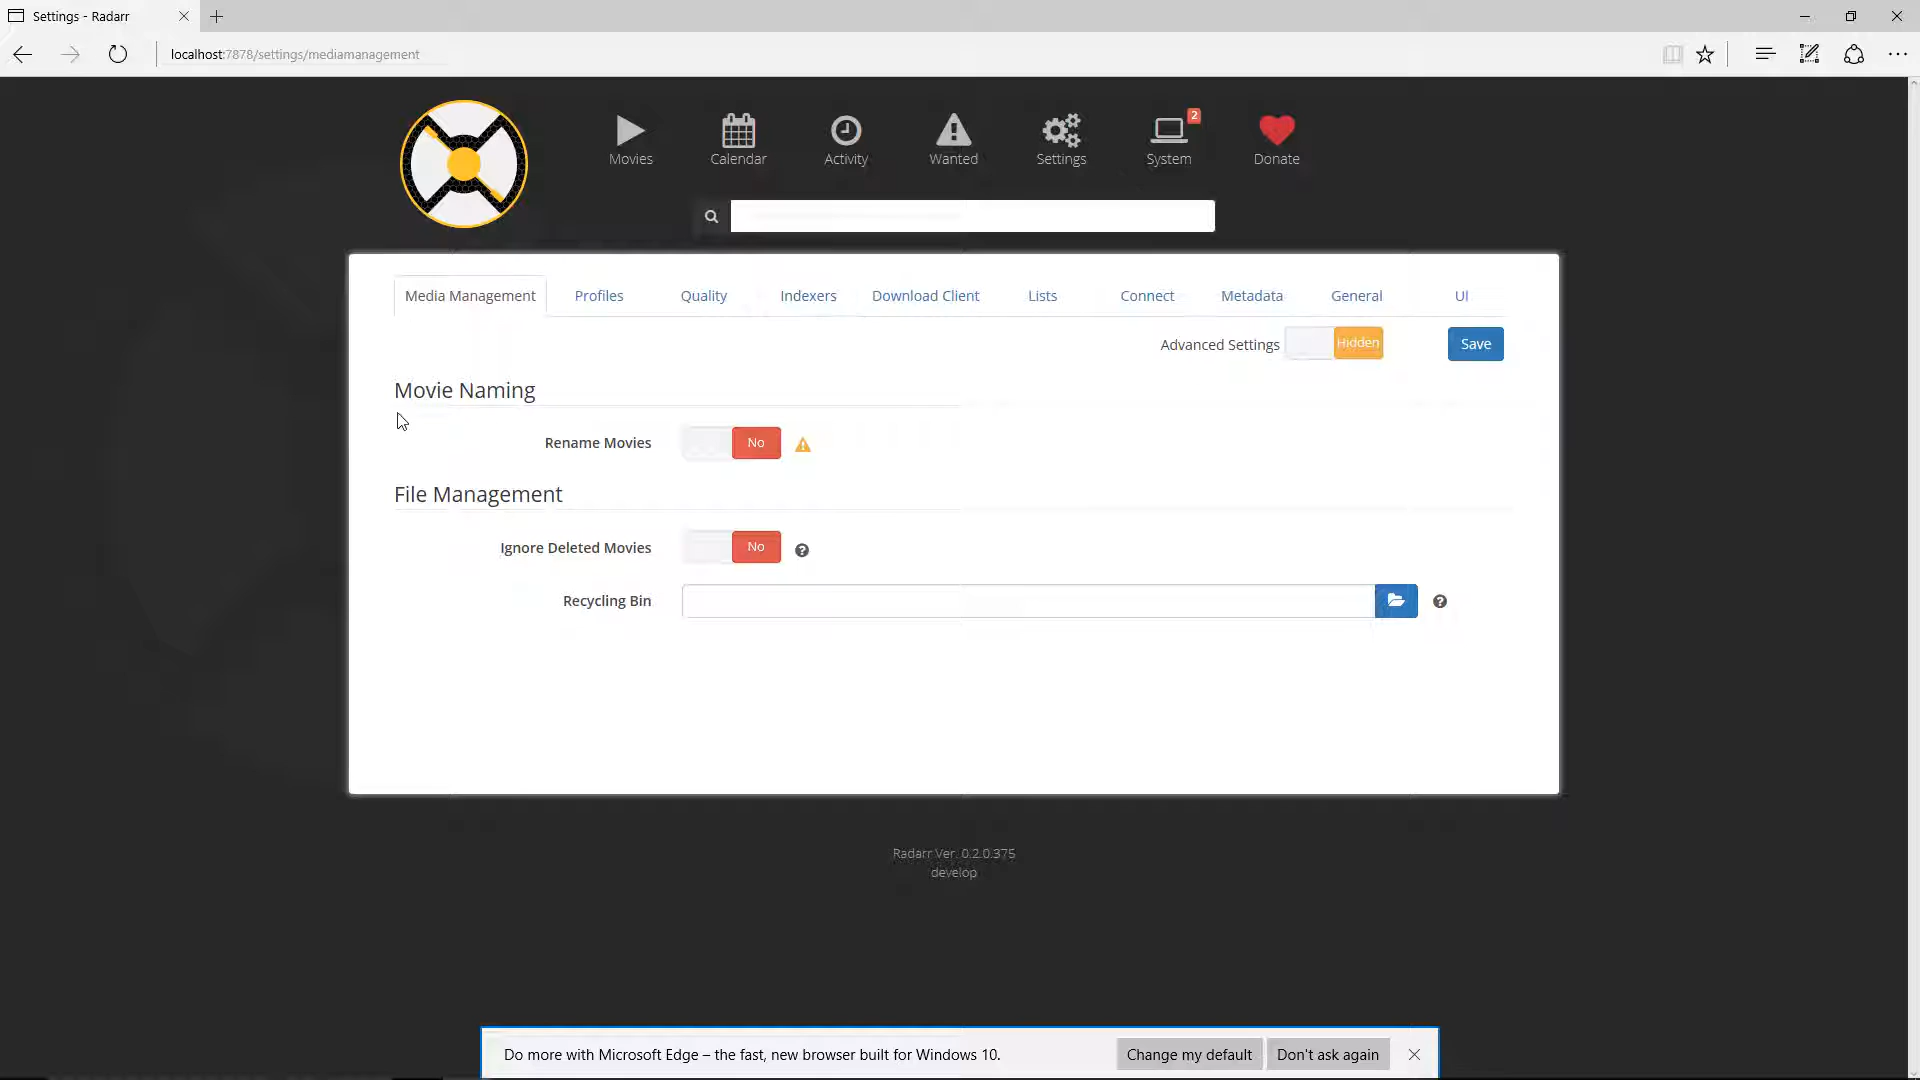 Settings - Radarr
localhost:7878/settings/mediamanagement
Movies
Calendar
Activity
Wanted
Settings
2
System
Donate
Media Management
Profiles
Quality
Indexers
Download Client
Lists
Connect
Metadata
General
UI
Advanced Settings
Hidden
Save
Movie Naming
Rename Movies
No
File Management
Ignore Deleted Movies
No
Recycling Bin
Radarr Ver. 0.2.0.375
develop
Do more with Microsoft Edge – the fast, new browser built for Windows 10.
Change my default
Don't ask again